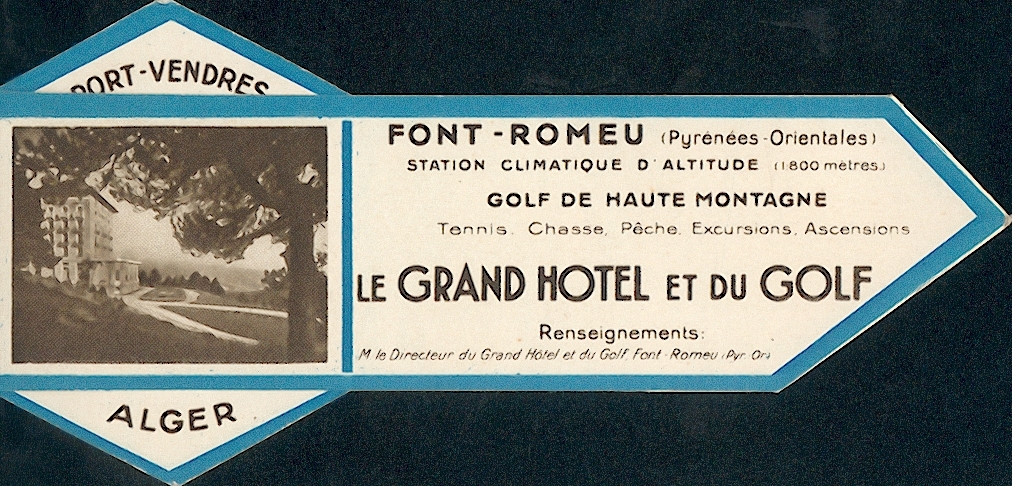 PORT-VENDRES
FONT-ROMEU (Pyrénées-Orientales)
STATION CLIMATIQUE D'ALTITUDE (1800 mètres.)
GOLF DE HAUTE MONTAGNE
Tennis. Chasse, Pêche. Excursions, Ascensions
LE GRAND HOTEL ET DU GOLF
Renseignements:
M le Directeur du Grand Hôtel et du Golf Font-Romeu (Pyr. Or)
ALGER